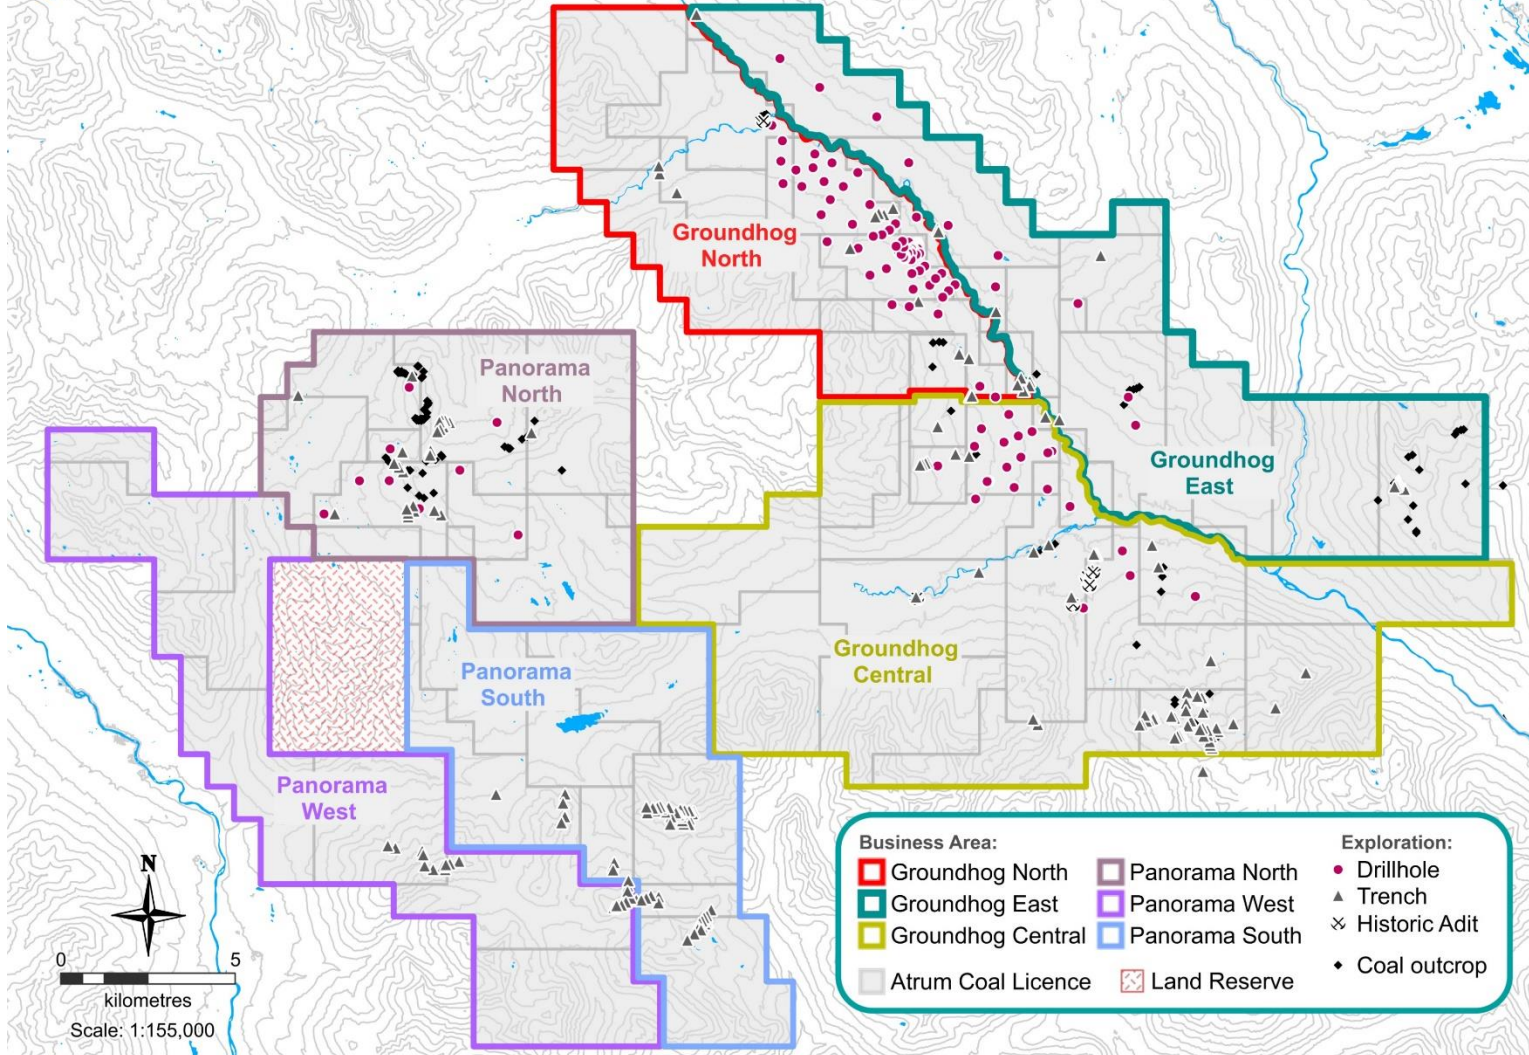 Groundhog
North
Panorama
North
Groundhog
East
Groundhog
Central
Panorama
South
Panorama
West
N
0 5
kilometres
Scale: 1:155,000
Business Area:
Groundhog North
Groundhog East
Groundhog Central
Panorama North
Panorama West
Panorama South
Atrum Coal Licence
Land Reserve
Exploration:
Drillhole
Trench
Historic Adit
Coal outcrop